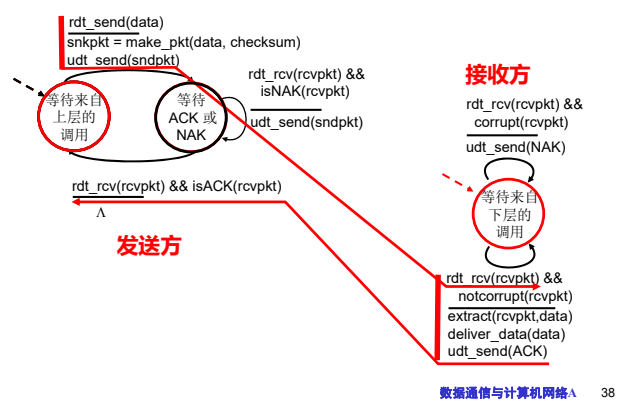 rdt_send(data)
snkpkt = make_pkt(data, checksum)
udt_send(sndpkt)
等待来自
上层的
调用
等待
ACK 或
NAK
rdt_rcv(rcvpkt) &&
isNAK(rcvpkt)
udt_send(sndpkt)
rdt_rcv(rcvpkt) && isACK(rcvpkt)
Λ
发送方
接收方
rdt_rcv(rcvpkt) &&
corrupt(rcvpkt)
udt_send(NAK)
等待来自
下层的
调用
rdt_rcv(rcvpkt) &&
notcorrupt(rcvpkt)
extract(rcvpkt,data)
deliver_data(data)
udt_send(ACK)
数据通信与计算机网络A 38